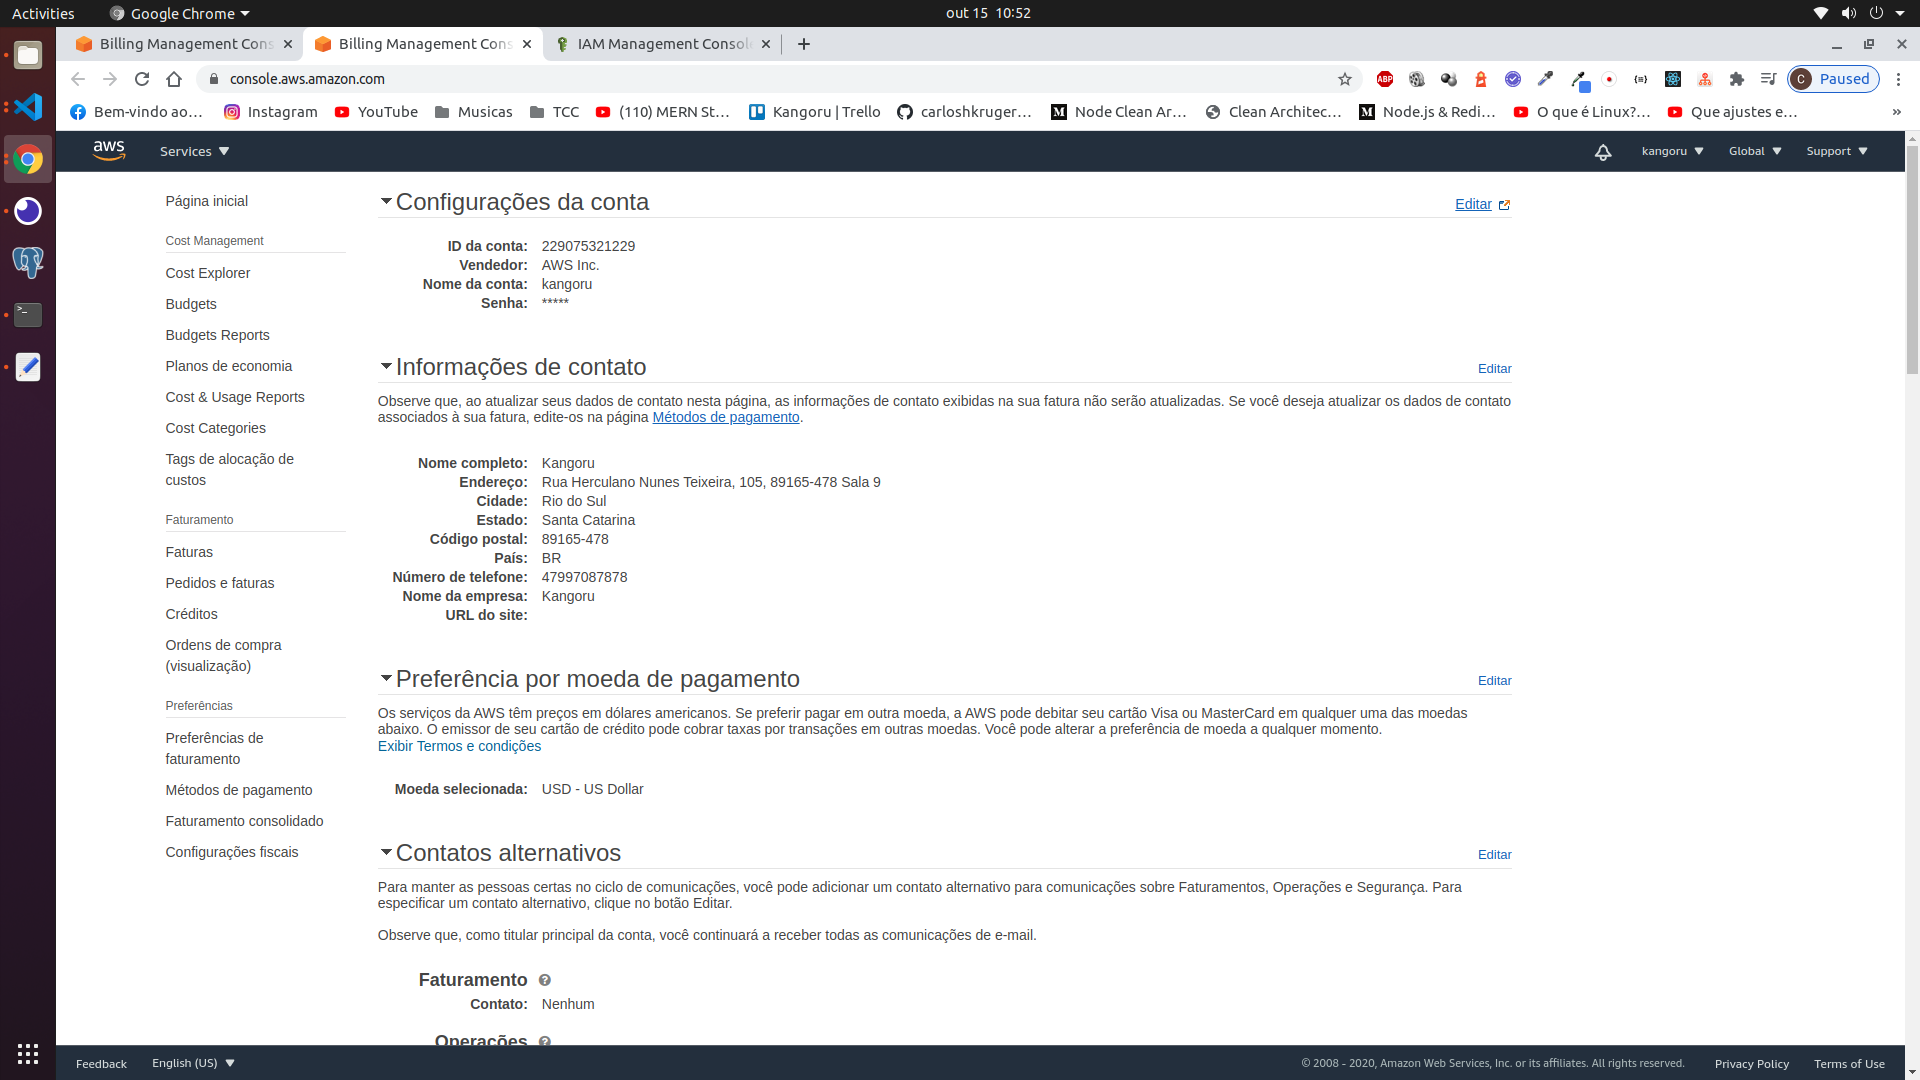 Activities
Google Chrome
out 15 10:52
Billing Management Cons
Billing Management Cons
IAM Management Consol
console.aws.amazon.com
ABP
C
Paused
Bem-vindo ao…
Instagram
YouTube
Musicas
TCC
(110) MERN St…
Kangoru | Trello
carloshkruger…
Node Clean Ar…
Clean Architec…
Node.js & Redi…
O que é Linux?…
Que ajustes e…
»
aws
Services
kangoru
Global
Support
Página inicial
Cost Management
Cost Explorer
Budgets
Budgets Reports
Planos de economia
Cost & Usage Reports
Cost Categories
Tags de alocação de
custos
Faturamento
Faturas
Pedidos e faturas
Créditos
Ordens de compra
(visualização)
Preferências
Preferências de
faturamento
Métodos de pagamento
Faturamento consolidado
Configurações fiscais
Configurações da conta
Editar
ID da conta: 229075321229
Vendedor: AWS Inc.
Nome da conta: kangoru
Senha: *****
Informações de contato
Editar
Observe que, ao atualizar seus dados de contato nesta página, as informações de contato exibidas na sua fatura não serão atualizadas. Se você deseja atualizar os dados de contato
associados à sua fatura, edite-os na página Métodos de pagamento.
Nome completo: Kangoru
Endereço: Rua Herculano Nunes Teixeira, 105, 89165-478 Sala 9
Cidade: Rio do Sul
Estado: Santa Catarina
Código postal: 89165-478
País: BR
Número de telefone: 47997087878
Nome da empresa: Kangoru
URL do site:
Preferência por moeda de pagamento
Editar
Os serviços da AWS têm preços em dólares americanos. Se preferir pagar em outra moeda, a AWS pode debitar seu cartão Visa ou MasterCard em qualquer uma das moedas
abaixo. O emissor de seu cartão de crédito pode cobrar taxas por transações em outras moedas. Você pode alterar a preferência de moeda a qualquer momento.
Exibir Termos e condições
Moeda selecionada: USD - US Dollar
Contatos alternativos
Editar
Para manter as pessoas certas no ciclo de comunicações, você pode adicionar um contato alternativo para comunicações sobre Faturamentos, Operações e Segurança. Para
especificar um contato alternativo, clique no botão Editar.
Observe que, como titular principal da conta, você continuará a receber todas as comunicações de e-mail.
Faturamento
Contato: Nenhum
Operações
Feedback
English (US)
© 2008 - 2020, Amazon Web Services, Inc. or its affiliates. All rights reserved.
Privacy Policy
Terms of Use